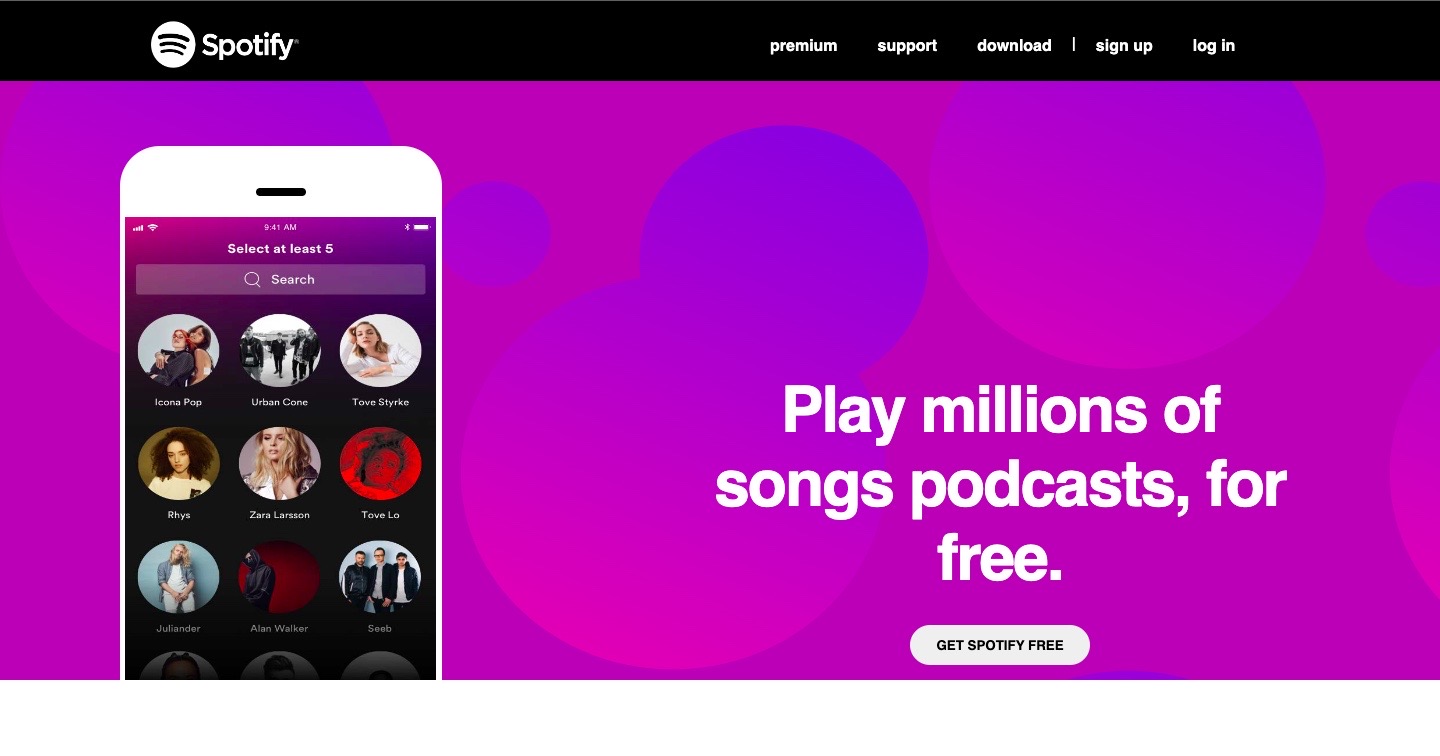 Spotify®
premium support download | sign up log in
9:41 AM
Select at least 5
Search
Icona Pop Urban Cone Tove Styrke
Rhys Zara Larsson Tove Lo
Juliander Alan Walker Seeb
Play millions of
songs podcasts, for
free.
GET SPOTIFY FREE